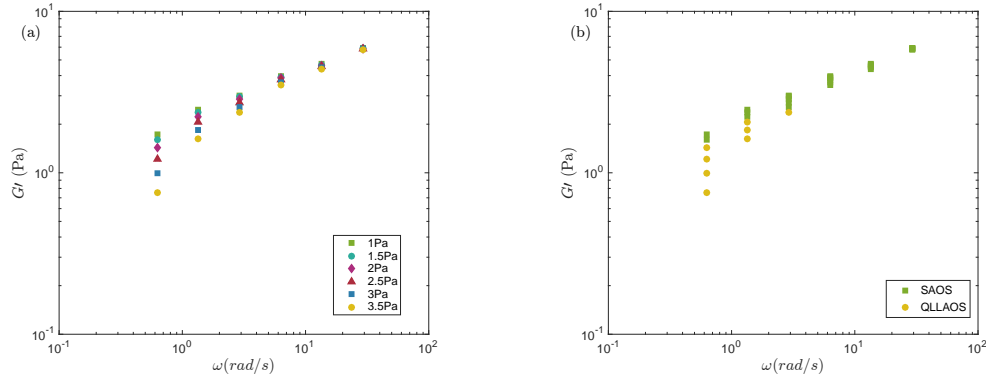 (a)
10^1
10^0
10^-1
G′ (Pa)
10^-1
10^0
10^1
10^2
ω(rad/s)
1Pa
1.5Pa
2Pa
2.5Pa
3Pa
3.5Pa
(b)
10^1
10^0
10^-1
G′ (Pa)
10^-1
10^0
10^1
10^2
ω(rad/s)
SAOS
QLLAOS